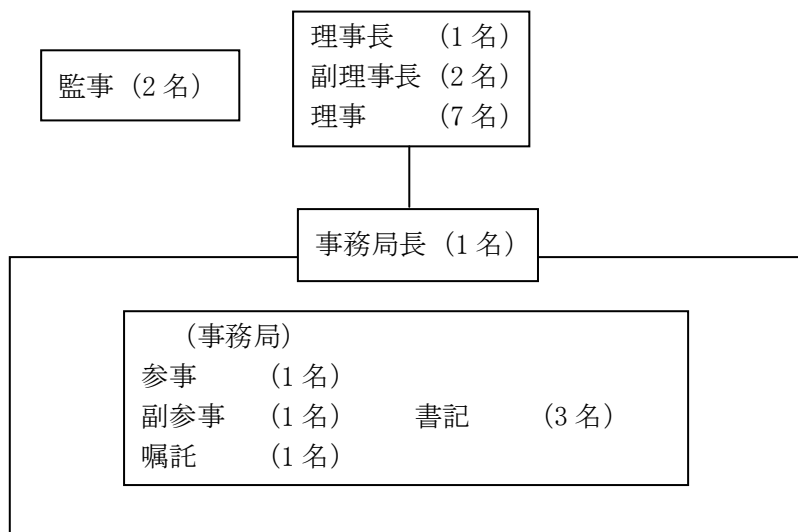 理事長 (1 名)
監事 (2 名)
副理事長 (2 名)
理事 (7 名)
事務局長 (1 名)
(事務局)
参事 (1 名)
副参事 (1 名) 書記 (3 名)
嘱託 (1 名)